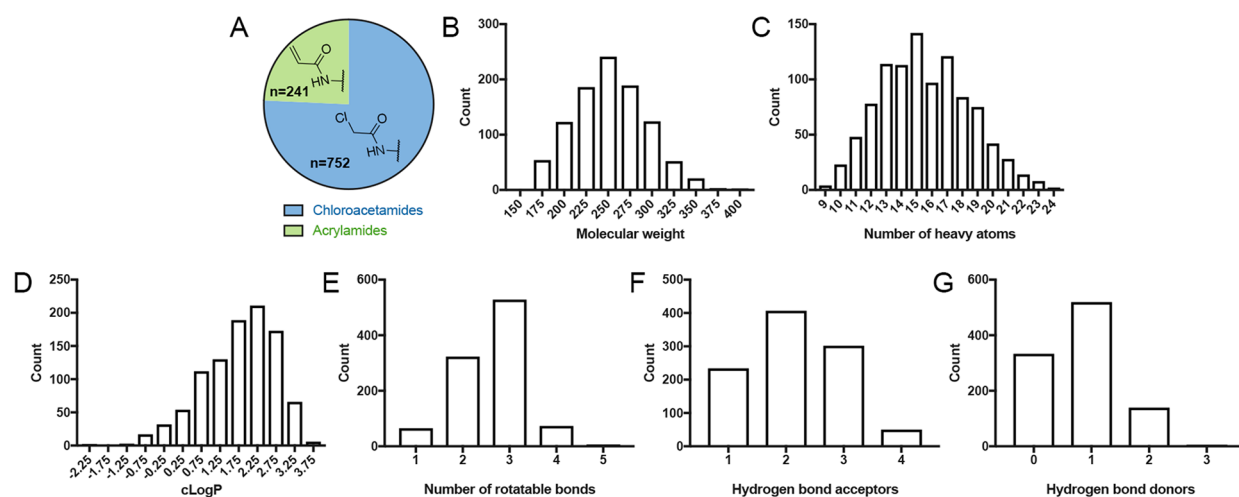 A
O
HN
n=241
Cl
O
HN
n=752
Chloroacetamides
Acrylamides
B
300
200
100
0
Count
150 175 200 225 250 275 300 325 350 375 400
Molecular weight
C
150
100
50
0
Count
9 10 11 12 13 14 15 16 17 18 19 20 21 22 23 24
Number of heavy atoms
D
250
200
150
100
50
0
Count
-2.25 -1.75 -1.25 -0.75 -0.25 0.25 0.75 1.25 1.75 2.25 2.75 3.25 3.75
cLogP
E
600
400
200
0
Count
1 2 3 4 5
Number of rotatable bonds
F
500
400
300
200
100
0
Count
1 2 3 4
Hydrogen bond acceptors
G
600
400
200
0
Count
0 1 2 3
Hydrogen bond donors